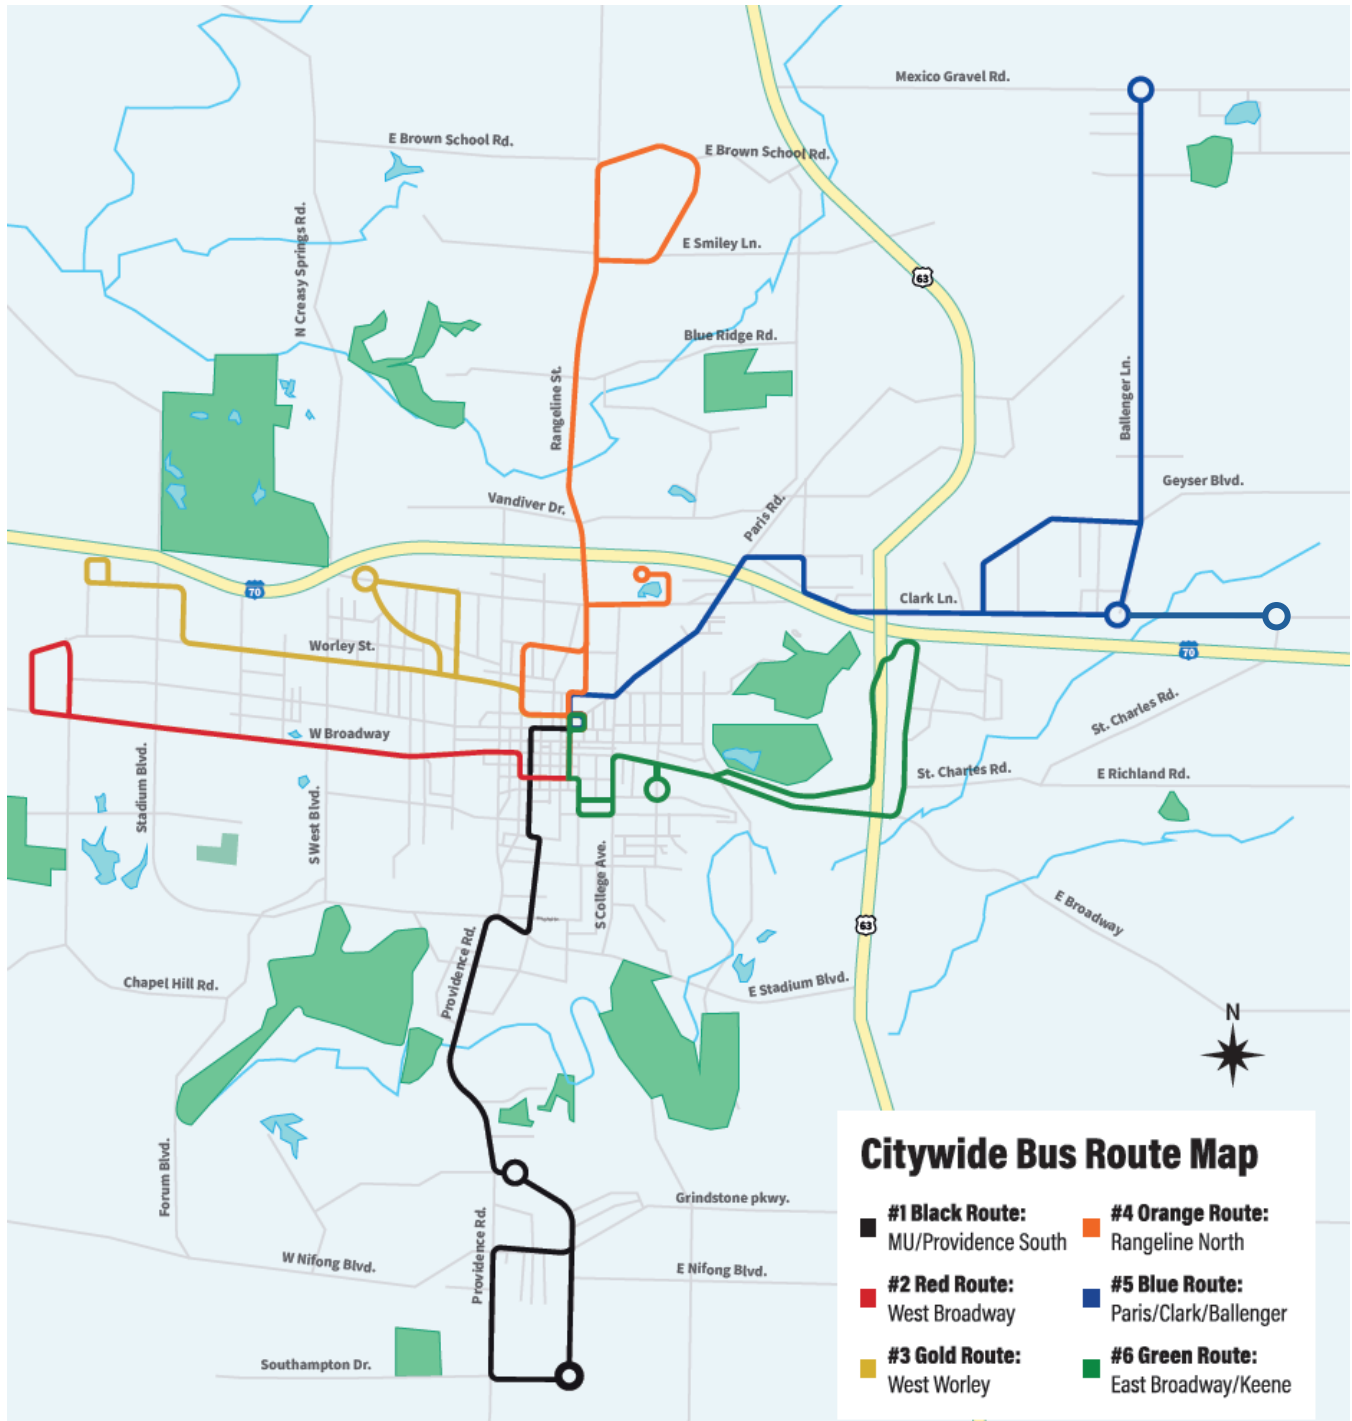 Mexico Gravel Rd.
E Brown School Rd.
E Brown School Rd.
N Creasy Springs Rd.
E Smiley Ln.
63
Blue Ridge Rd.
Rangeline St.
Ballenger Ln.
Geyser Blvd.
Vandiver Dr.
Paris Rd.
70
Clark Ln.
Worley St.
70
St. Charles Rd.
W Broadway
Stadium Blvd.
S West Blvd.
St. Charles Rd.
E Richland Rd.
S College Ave.
E Broadway
63
Providence Rd.
Chapel Hill Rd.
E Stadium Blvd.
N
Forum Blvd.
Grindstone pkwy.
Providence Rd.
W Nifong Blvd.
E Nifong Blvd.
Southampton Dr.
Citywide Bus Route Map
#1 Black Route:
MU/Providence South
#2 Red Route:
West Broadway
#3 Gold Route:
West Worley
#4 Orange Route:
Rangeline North
#5 Blue Route:
Paris/Clark/Ballenger
#6 Green Route:
East Broadway/Keene